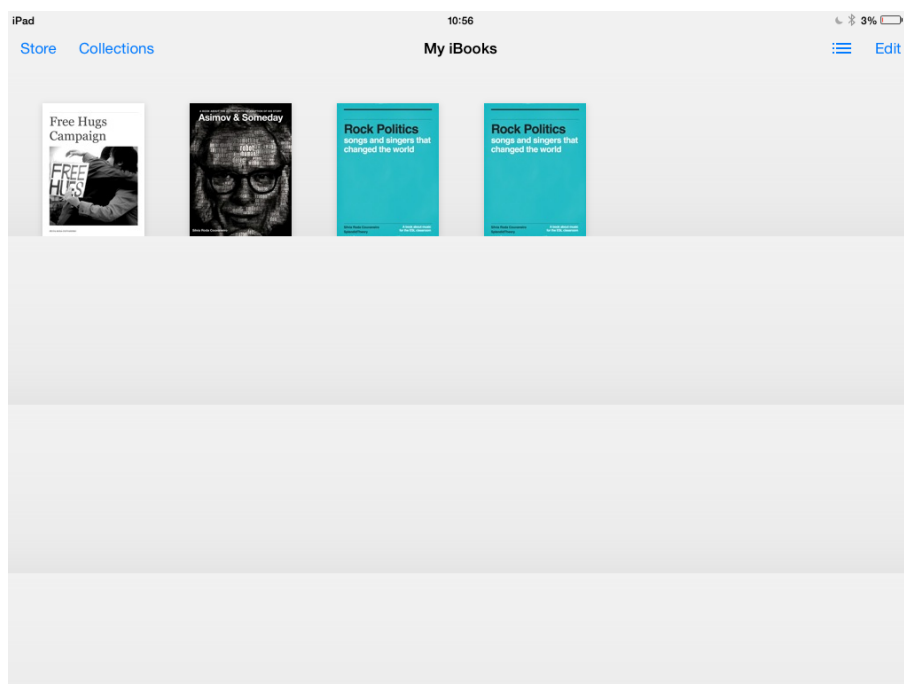 iPad
10:56
3%
Store
Collections
My iBooks
Edit
Free Hugs
Campaign
FREE
HUGS
Asimov & Someday
Rock Politics
songs and singers that
changed the world
Rock Politics
songs and singers that
changed the world